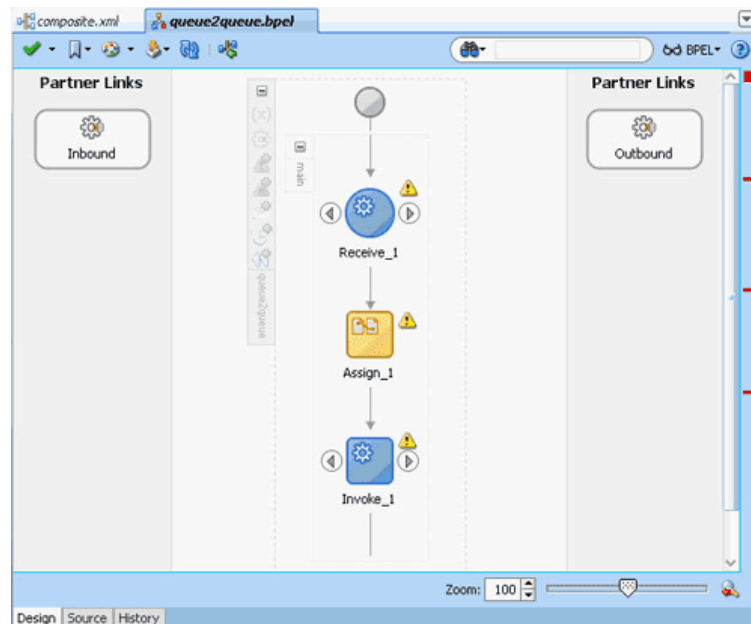 composite.xml
queue2queue.bpel
BPEL
Partner Links
Partner Links
Inbound
Outbound
main
Receive_1
queue2queue
Assign_1
Invoke_1
Zoom: 100
Design Source History